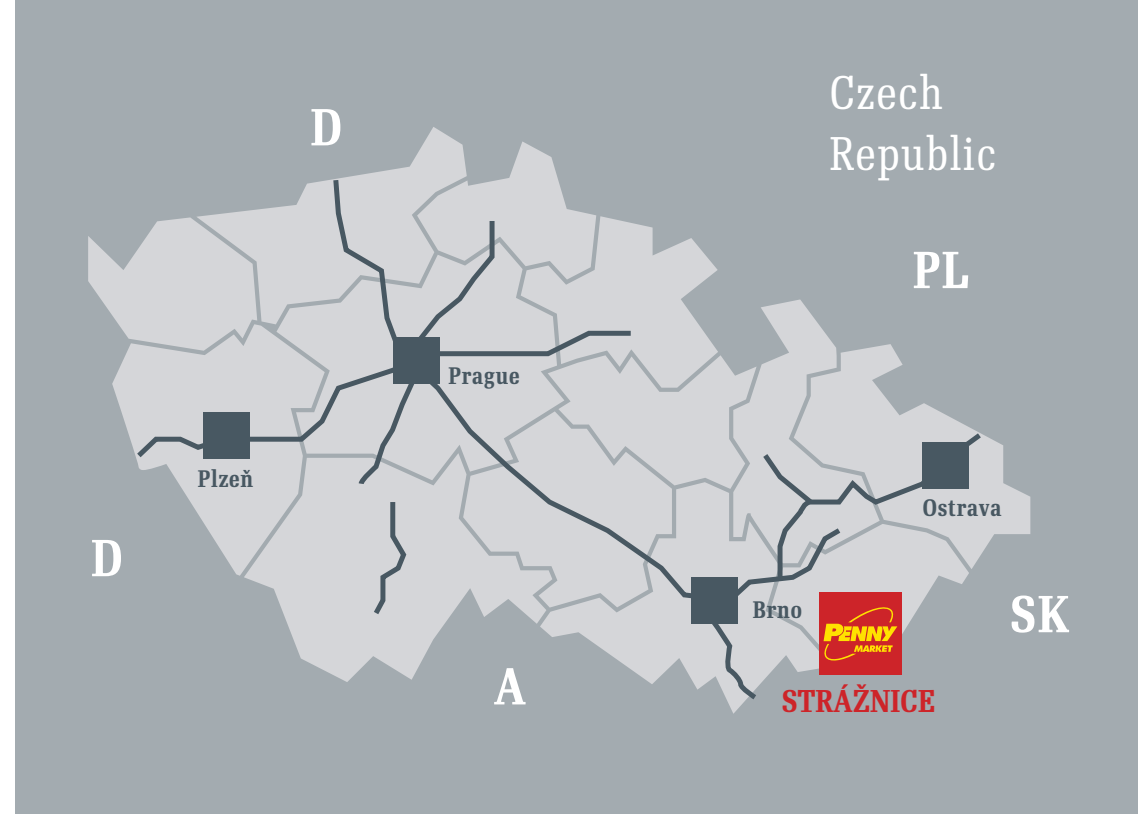 Czech
Republic
D
PL
Prague
Plzeň
Ostrava
D
Brno
SK
PENNY
MARKET
A
STRÁŽNICE